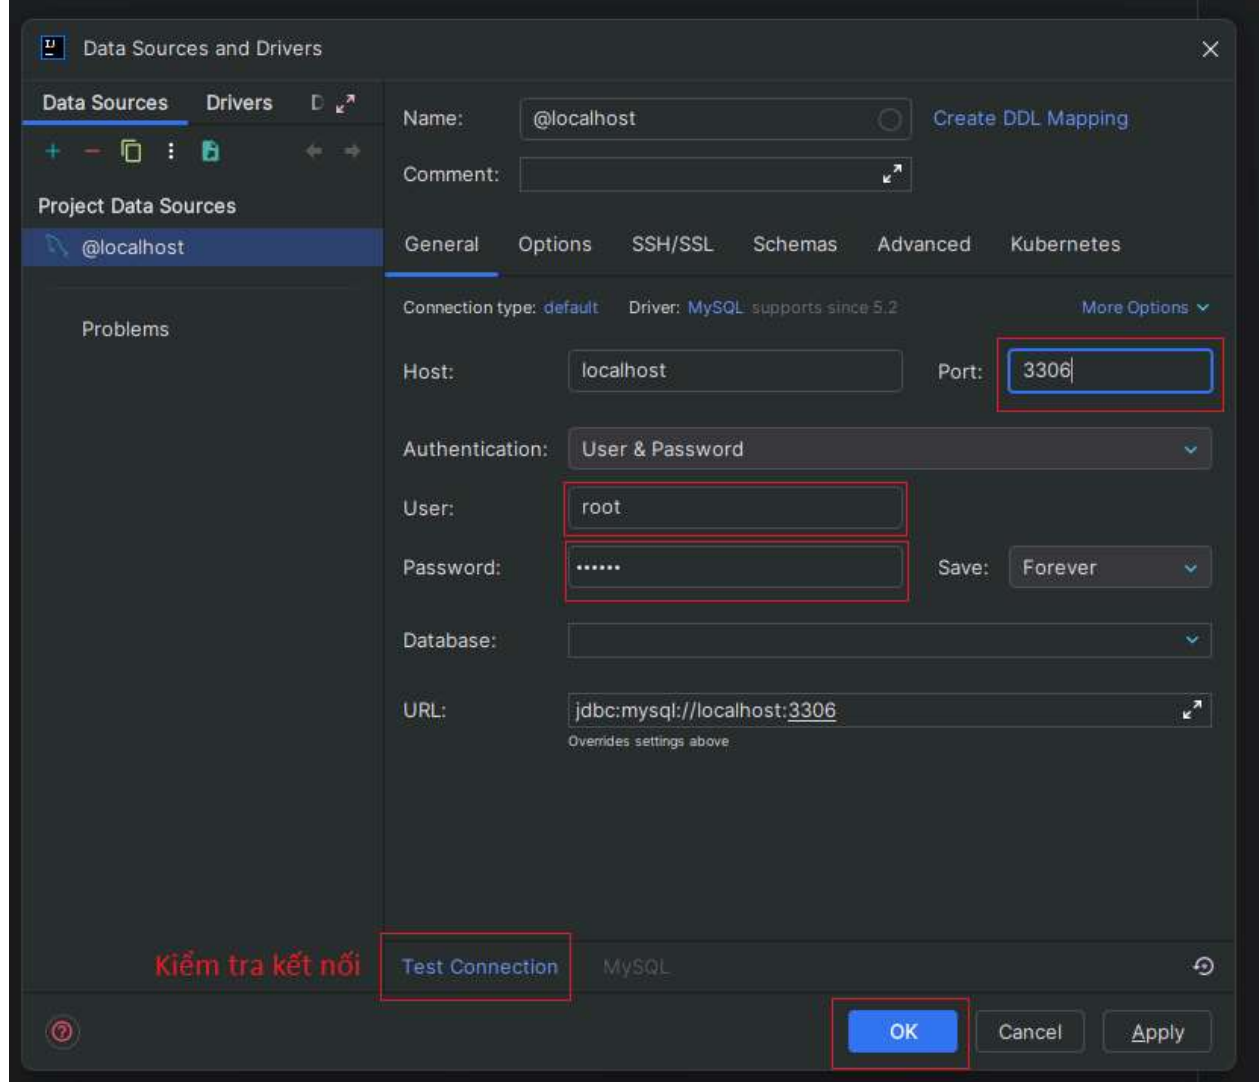 Data Sources and Drivers
Data Sources Drivers D
Project Data Sources
@localhost
Problems
Name: @localhost Create DDL Mapping
Comment:
General Options SSH/SSL Schemas Advanced Kubernetes
Connection type: default Driver: MySQL supports since 5.2 More Options
Host: localhost Port: 3306
Authentication: User & Password
User: root
Password: •••••• Save: Forever
Database:
URL: jdbc:mysql://localhost:3306
Overrides settings above
Kiểm tra kết nối Test Connection MySQL
OK Cancel Apply